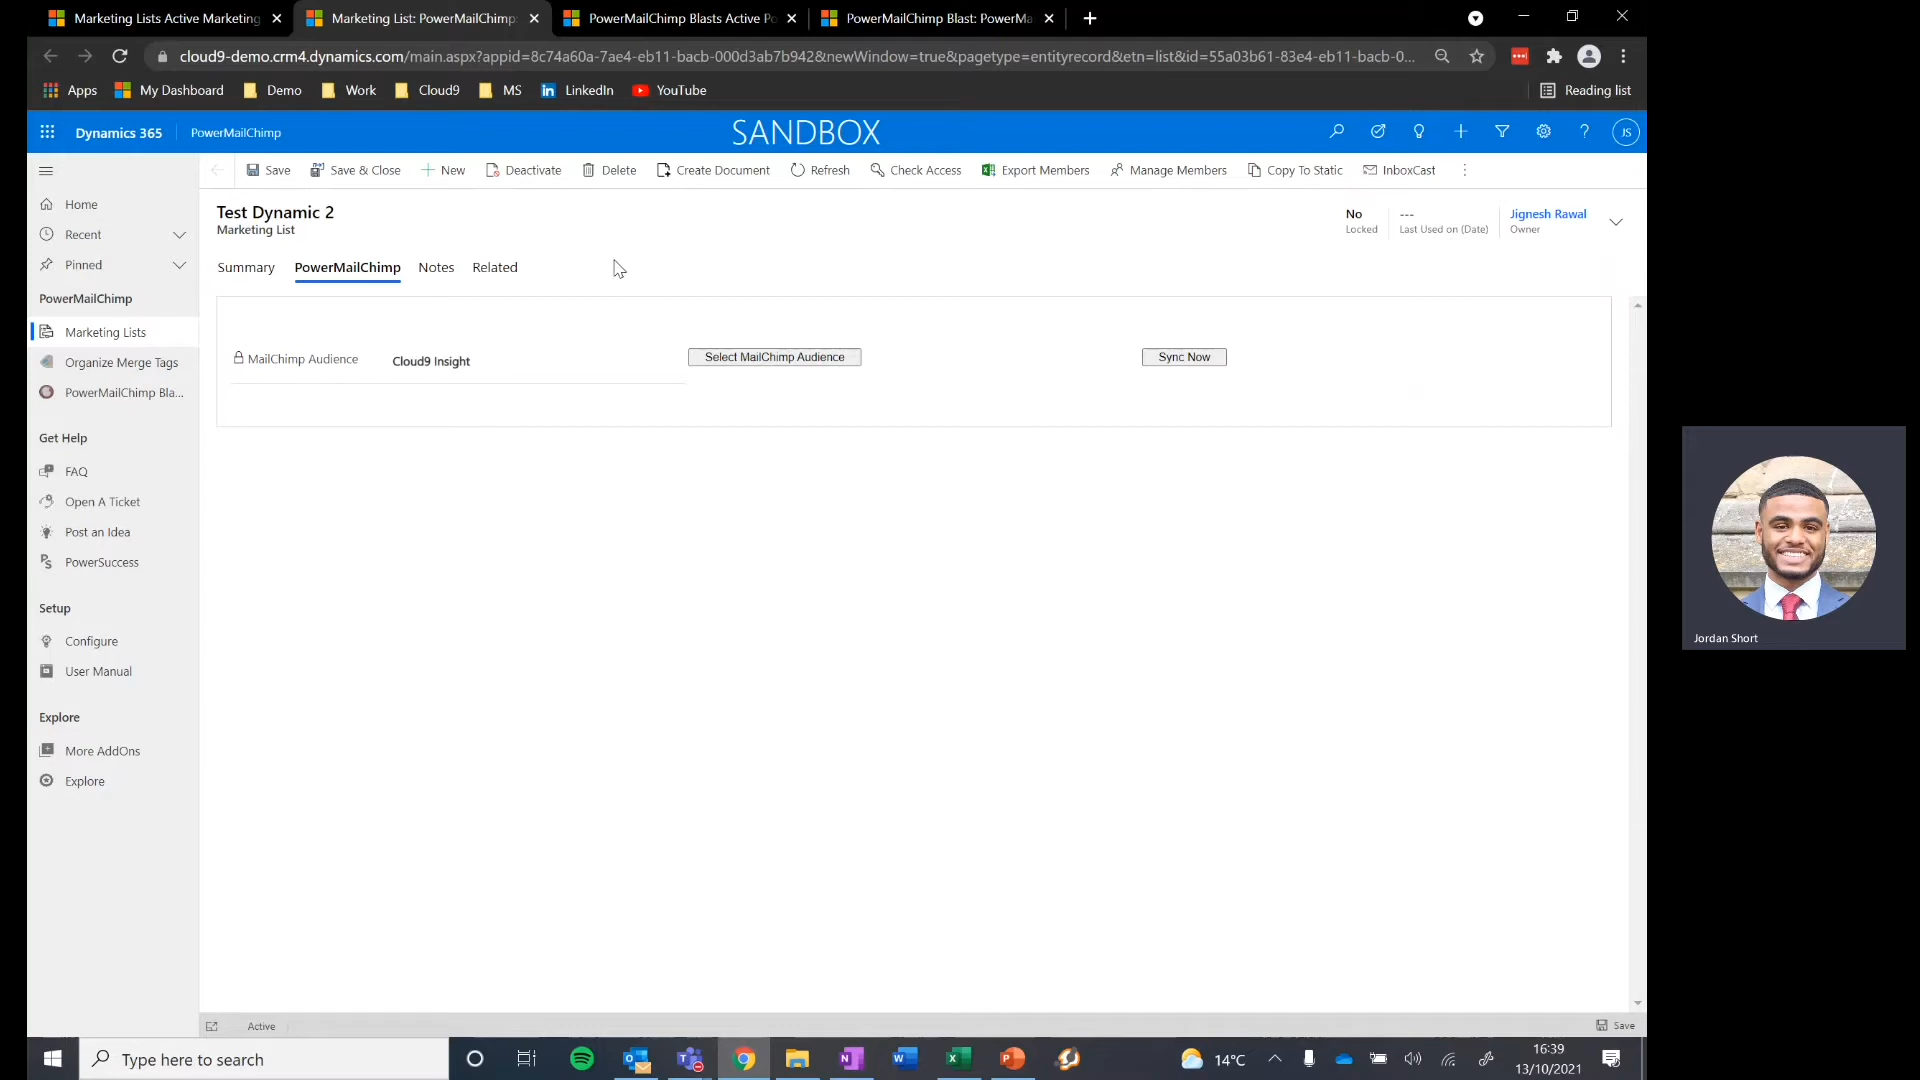 Marketing Lists Active Marketing
Marketing List: PowerMailChimp:
PowerMailChimp Blasts Active Po
PowerMailChimp Blast: PowerMa
cloud9-demo.crm4.dynamics.com/main.aspx?appid=8c74a60a-7ae4-eb11-bacb-000d3ab7b942&newWindow=true&pagetype=entityrecord&etn=list&id=55a03b61-83e4-eb11-bacb-0...
Apps
My Dashboard
Demo
Work
Cloud9
MS
LinkedIn
YouTube
Reading list
Dynamics 365
PowerMailChimp
SANDBOX
JS
Save
Save & Close
New
Deactivate
Delete
Create Document
Refresh
Check Access
Export Members
Manage Members
Copy To Static
InboxCast
Home
Recent
Pinned
PowerMailChimp
Marketing Lists
Organize Merge Tags
PowerMailChimp Bla...
Get Help
FAQ
Open A Ticket
Post an Idea
PowerSuccess
Setup
Configure
User Manual
Explore
More AddOns
Explore
Test Dynamic 2
Marketing List
No
Locked
---
Last Used on (Date)
Jignesh Rawal
Owner
Summary
PowerMailChimp
Notes
Related
MailChimp Audience
Cloud9 Insight
Select MailChimp Audience
Sync Now
Jordan Short
Active
Save
Type here to search
14°C
16:39
13/10/2021